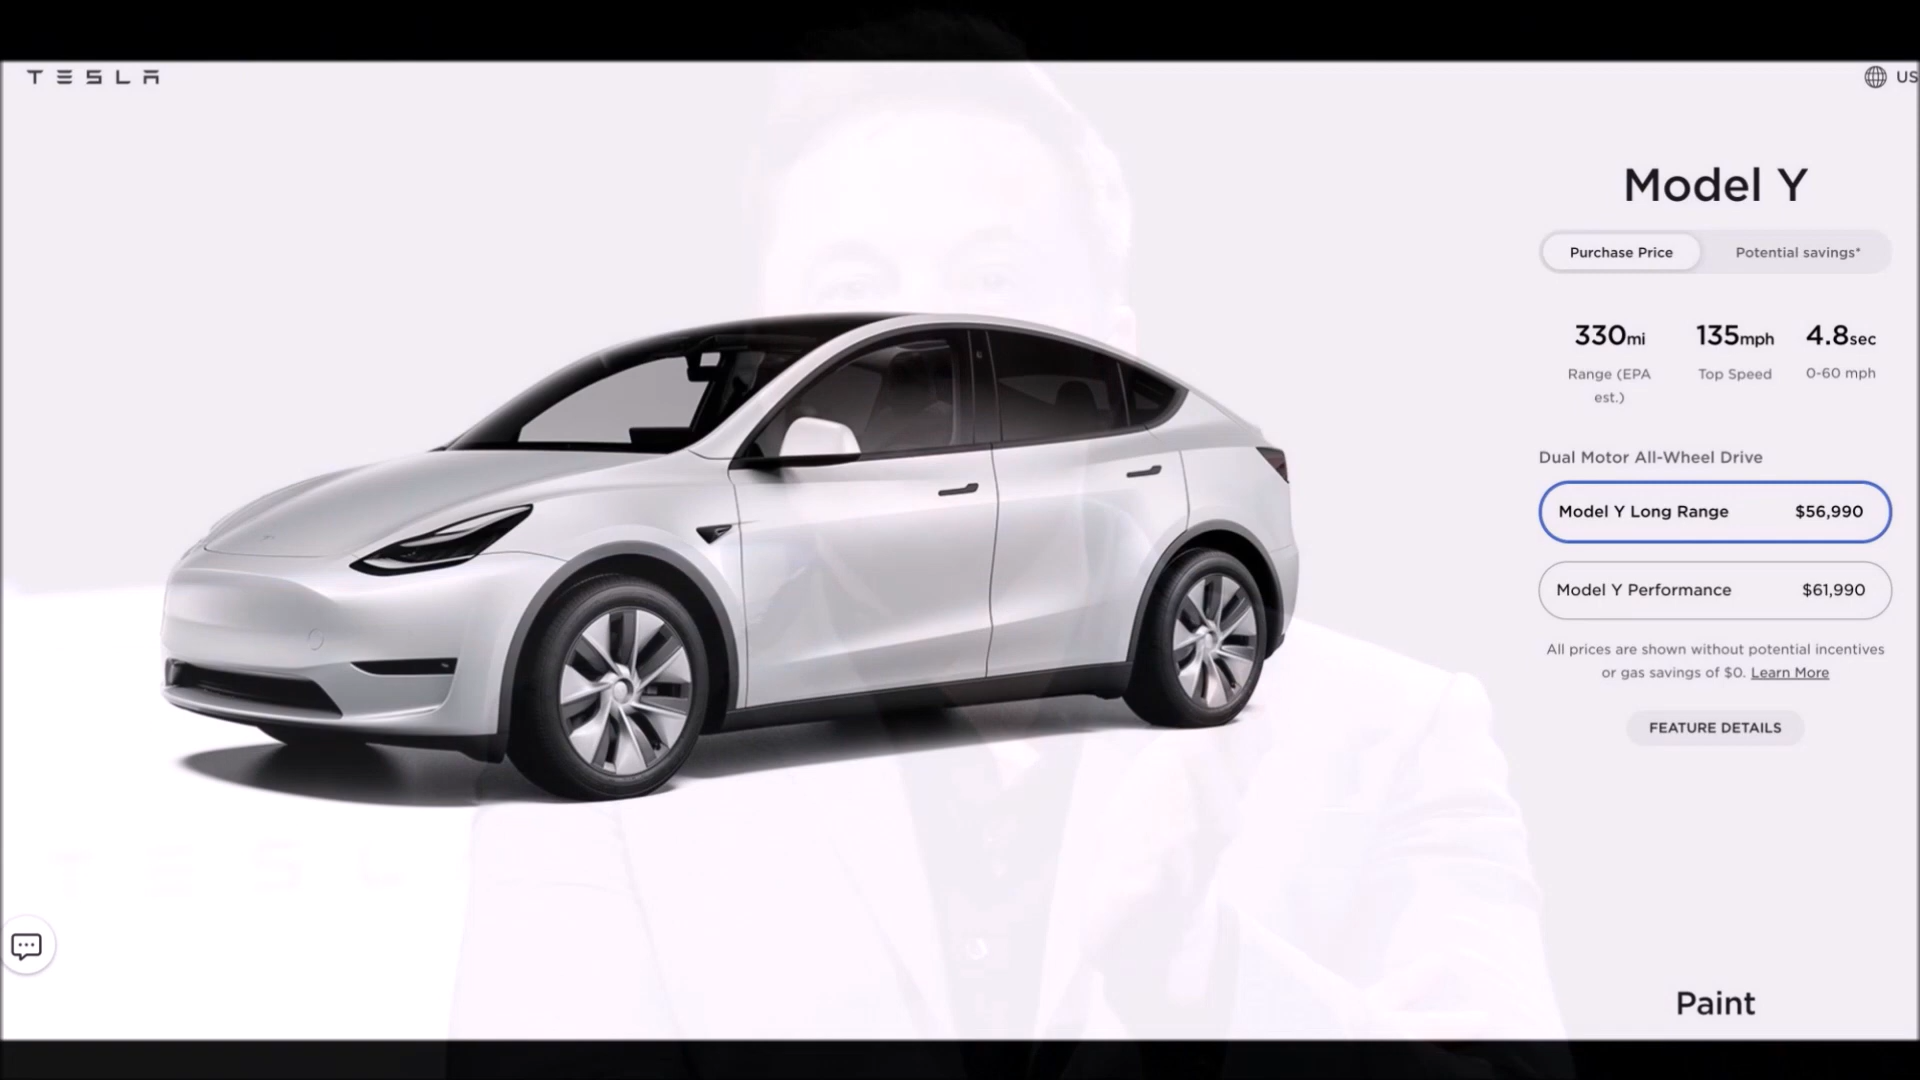 TESLA
US
Model Y
Purchase Price Potential savings*
330mi 135mph 4.8sec
Range (EPA est.) Top Speed 0-60 mph
Dual Motor All-Wheel Drive
Model Y Long Range $56,990
Model Y Performance $61,990
All prices are shown without potential incentives
or gas savings of $0. Learn More
FEATURE DETAILS
TESL
Paint